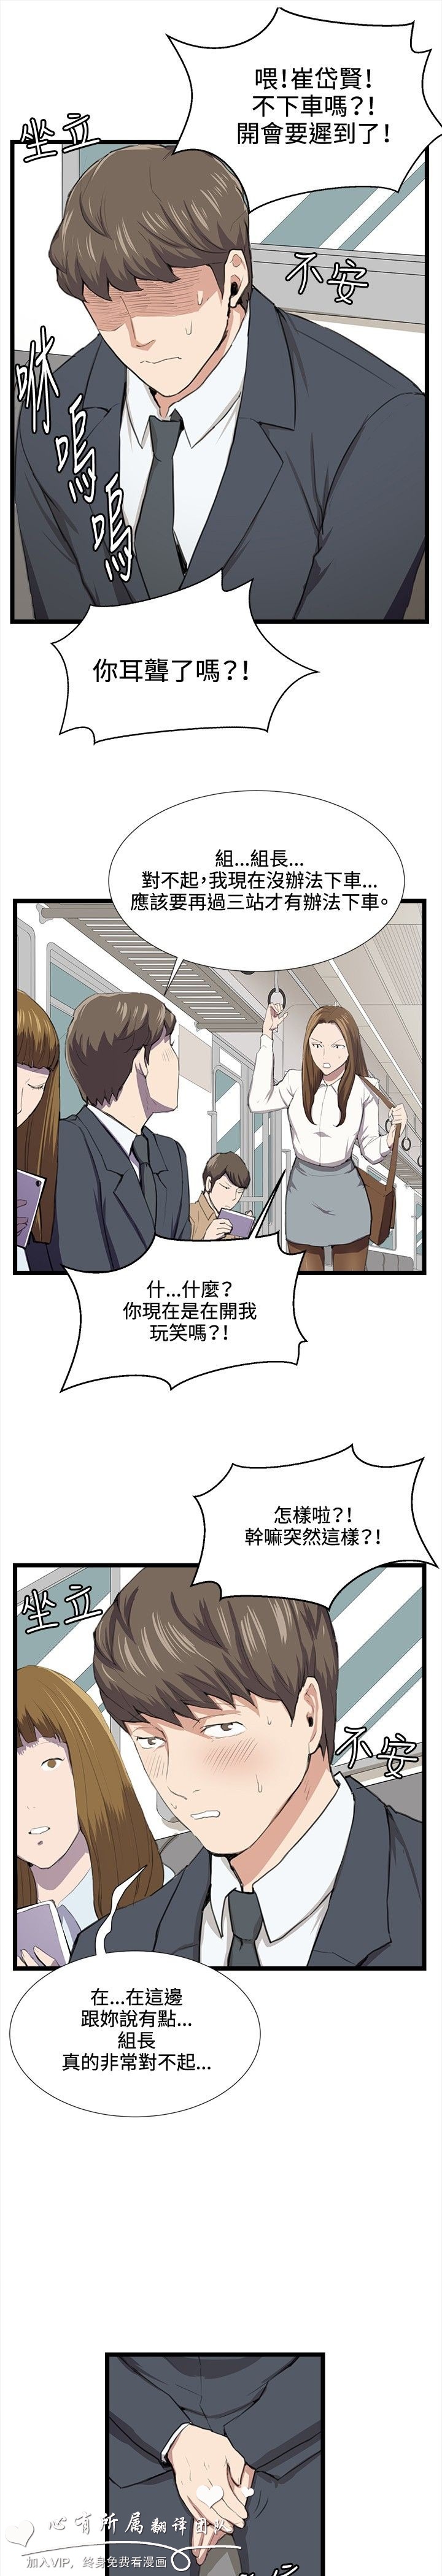 喂!崔岱賢!
不下車嗎?!
開會要遲到了!
坐立
不安
咻
嗚
嗚
你耳聾了嗎?!
組...組長...
對不起,我現在沒辦法下車...
應該要再過三站才有辦法下車。
什...什麼?
你現在是在開我
玩笑嗎?!
怎樣啦?!
幹嘛突然這樣?!
坐立
不安
在...在這邊
跟妳說有點...
組長
真的非常對不起...
心有所属翻译团队
加入VIP，终身免费看漫画